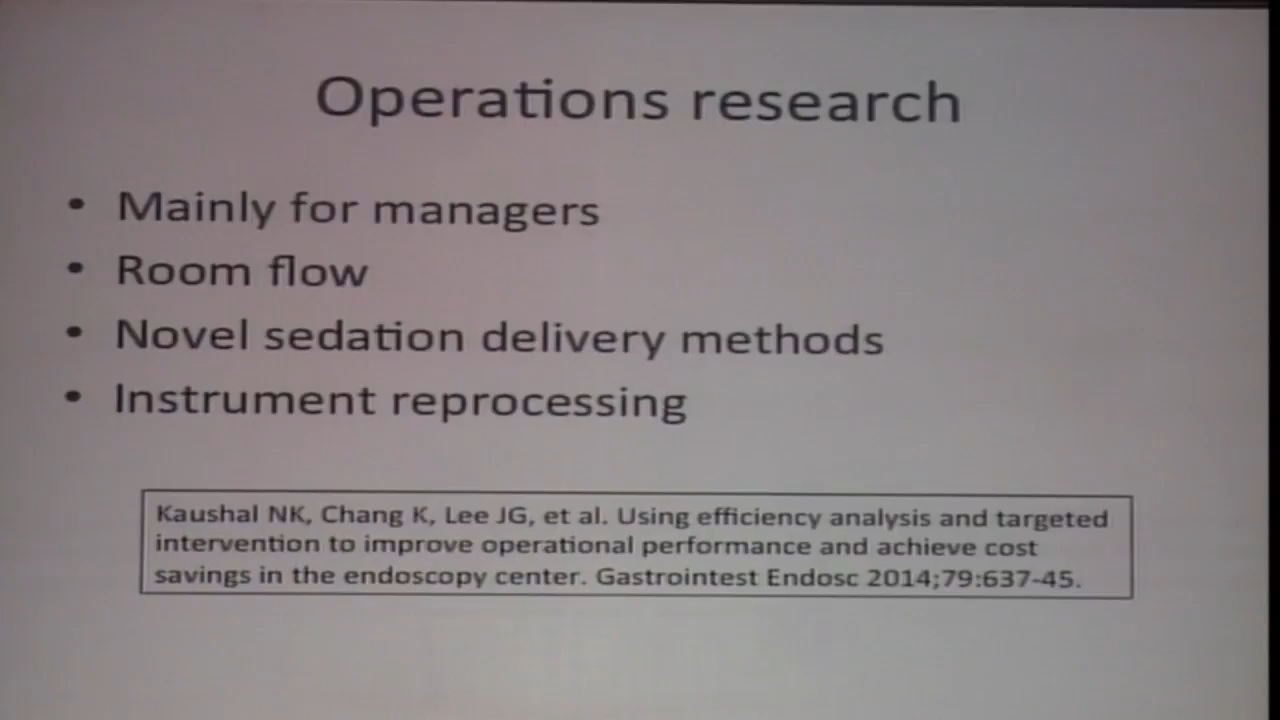 Operations research
• Mainly for managers
• Room flow
• Novel sedation delivery methods
• Instrument reprocessing
Kaushal NK, Chang K, Lee JG, et al. Using efficiency analysis and targeted
intervention to improve operational performance and achieve cost
savings in the endoscopy center. Gastrointest Endosc 2014;79:637-45.